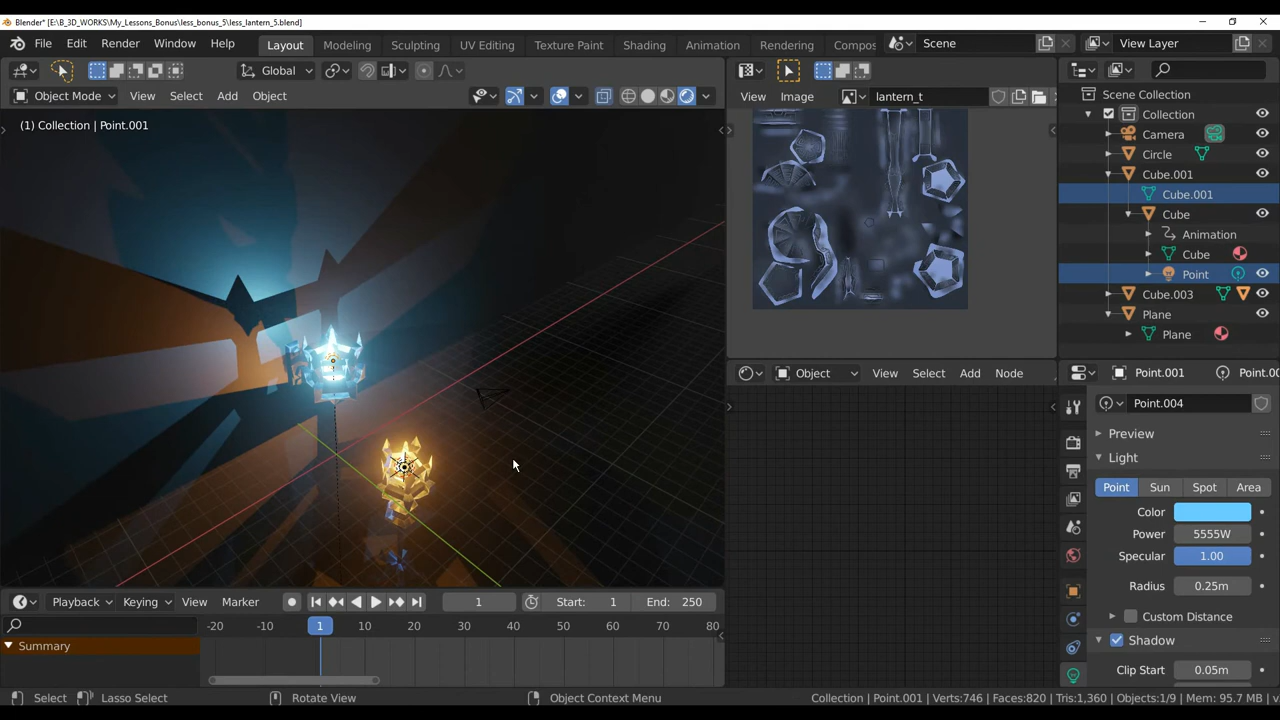 Blender* [E:\B_3D_WORKS\My_Lessons_Bonus\less_bonus_5\less_lantern_5.blend]
File Edit Render Window Help Layout Modeling Sculpting UV Editing Texture Paint Shading Animation Rendering Compos Scene View Layer
Global
Object Mode View Select Add Object
View Image lantern_t
(1) Collection | Point.001
Scene Collection
Collection
Camera
Circle
Cube.001
Cube.001
Cube
Animation
Cube
Point
Cube.003
Plane
Plane
Object View Select Add Node
Point.001 Point.00
Point.004
Preview
Light
Point Sun Spot Area
Color
Power 5555W
Specular 1.00
Radius 0.25m
Custom Distance
Shadow
Clip Start 0.05m
Playback Keying View Marker 1 Start: 1 End: 250
-20 -10 1 10 20 30 40 50 60 70 80
Summary
Select Lasso Select Rotate View Object Context Menu Collection | Point.001 | Verts:746 | Faces:820 | Tris:1,360 | Objects:1/9 | Mem: 95.7 MB | v